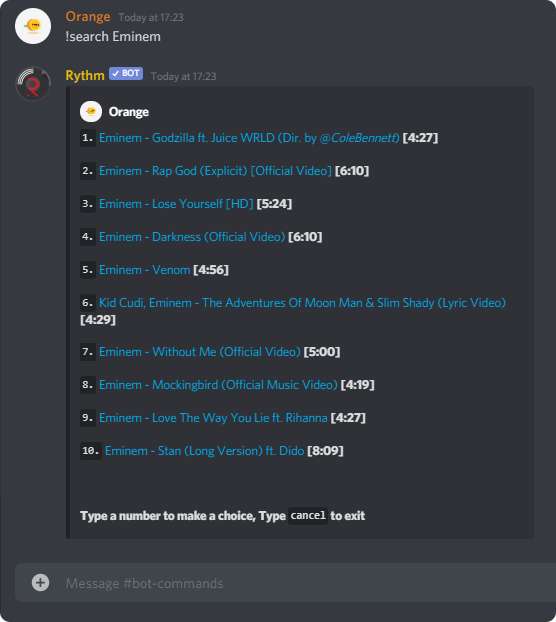 Orange Today at 17:23
!search Eminem
Rythm ✓ BOT Today at 17:23
Orange
1. Eminem - Godzilla ft. Juice WRLD (Dir. by @ColeBennett) [4:27]
2. Eminem - Rap God (Explicit) [Official Video] [6:10]
3. Eminem - Lose Yourself [HD] [5:24]
4. Eminem - Darkness (Official Video) [6:10]
5. Eminem - Venom [4:56]
6. Kid Cudi, Eminem - The Adventures Of Moon Man & Slim Shady (Lyric Video)
[4:29]
7. Eminem - Without Me (Official Video) [5:00]
8. Eminem - Mockingbird (Official Music Video) [4:19]
9. Eminem - Love The Way You Lie ft. Rihanna [4:27]
10. Eminem - Stan (Long Version) ft. Dido [8:09]
Type a number to make a choice, Type cancel to exit
Message #bot-commands